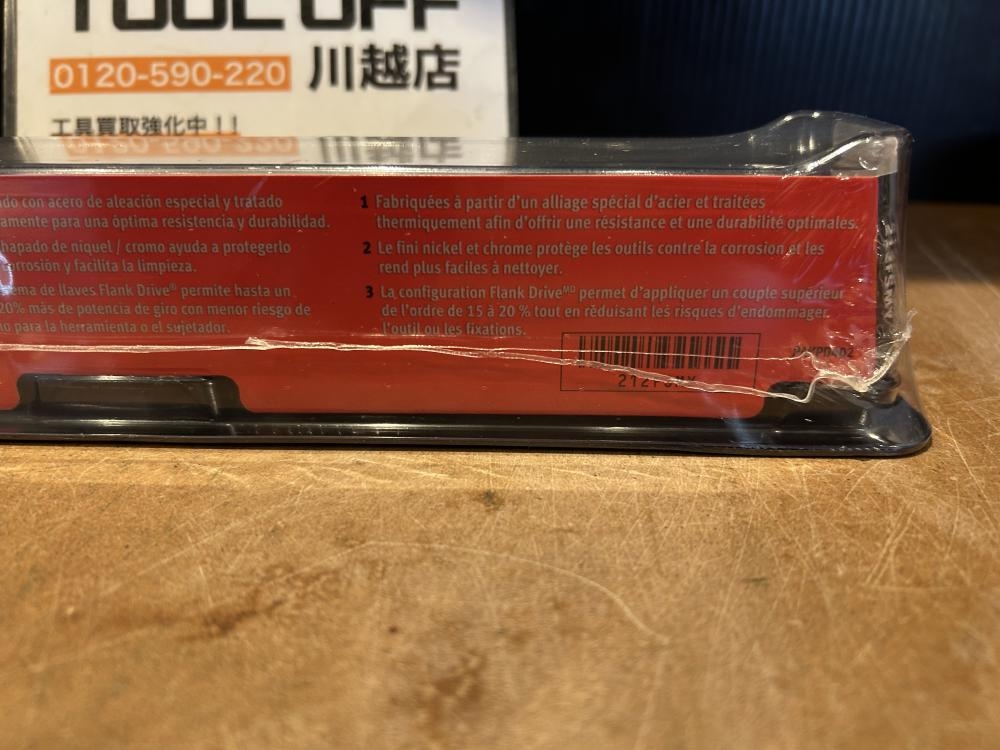 TOOL OFF
0120-590-220 川越店
工具買取強化中!!
do con acero de aleación especial y tratado
amente para una óptima resistencia y durabilidad.
hapado de niquel / cromo ayuda a protegerlo
corrosión y facilita la limpieza.
ema de llaves Flank Drive® permite hasta un
20% más de potencia de giro con menor riesgo de
no para la herramienta o el sujetador.
1 Fabriquées à partir d'un alliage spécial d'acier et traitées
thermiquement afin d'offrir une résistance et une durabilité optimales.
2 Le fini nickel et chrome protège les outils contre la corrosion et les
rend plus faciles à nettoyer.
3 La configuration Flank Drive MD permet d'appliquer un couple supérieur
de l'ordre de 15 à 20 % tout en réduisant les risques d'endommager
l'outil ou les fixations.